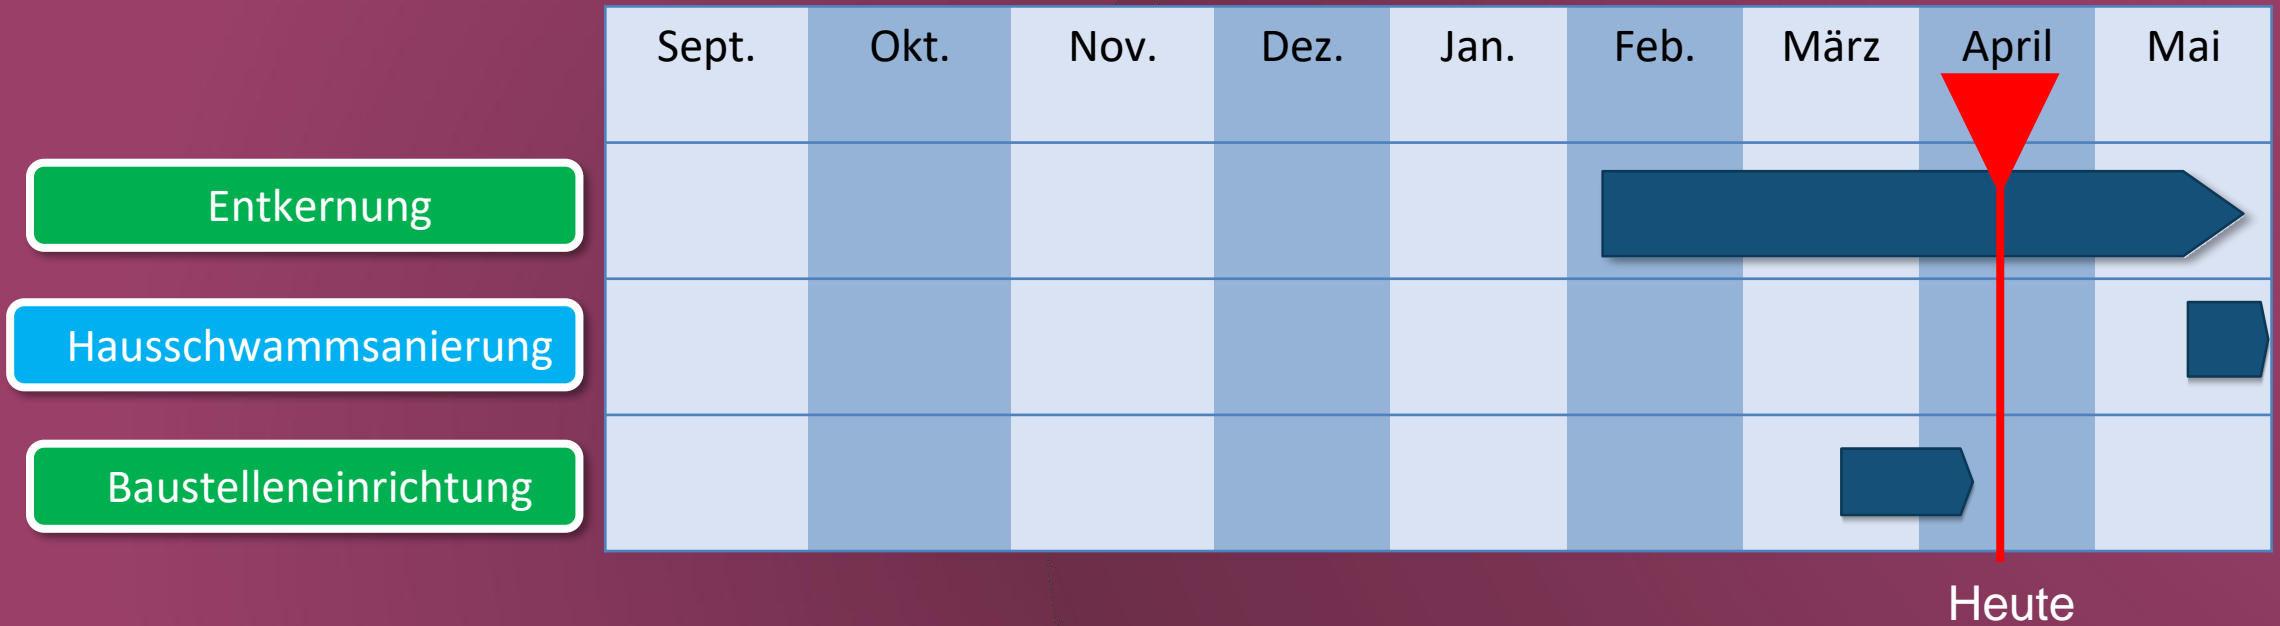 Sept. Okt. Nov. Dez. Jan. Feb. März April Mai
Entkernung
Hausschwammsanierung
Baustelleneinrichtung
Heute